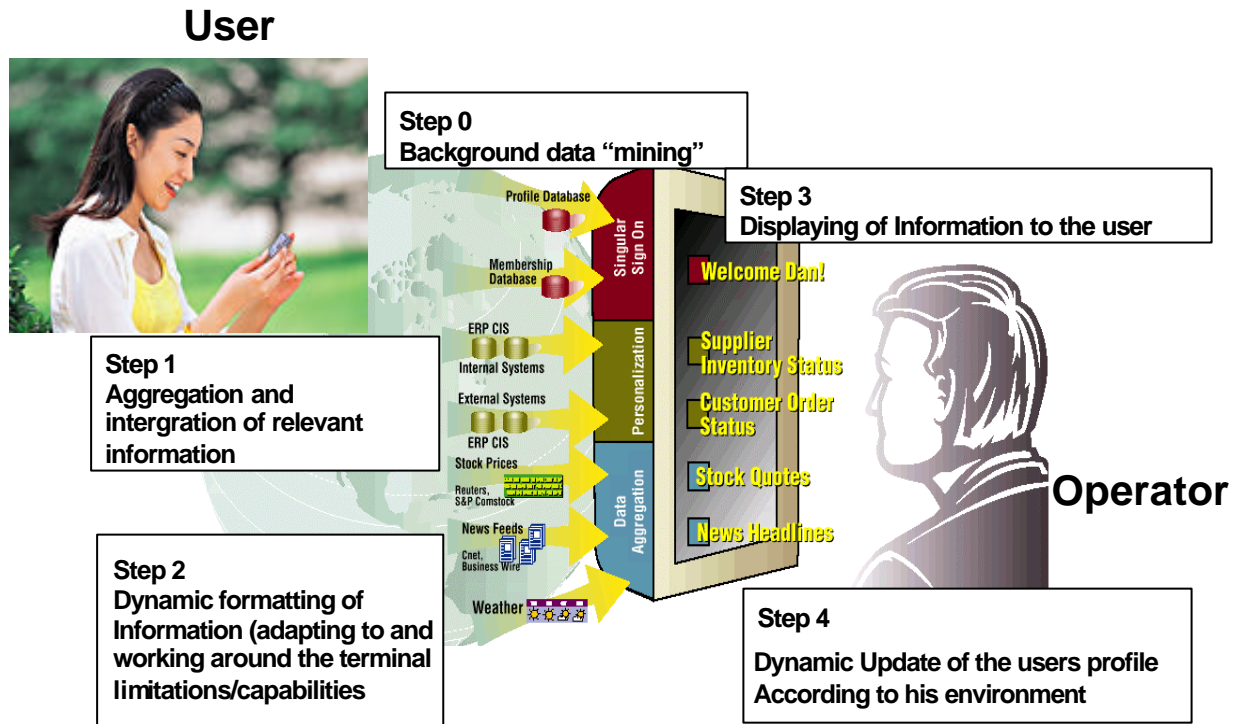 User
Step 0
Background data “mining”
Step 3
Displaying of Information to the user
Profile Database
Membership
Database
ERP CIS
Internal Systems
External Systems
ERP CIS
Stock Prices
Reuters,
S&P Comstock
News Feeds
Cnet,
Business Wire
Weather
Singular
Sign On
Personalization
Data
Aggregation
Welcome Dan!
Supplier
Inventory Status
Customer Order
Status
Stock Quotes
News Headlines
Step 1
Aggregation and
intergration of relevant
information
Operator
Step 2
Dynamic formatting of
Information (adapting to and
working around the terminal
limitations/capabilities
Step 4
Dynamic Update of the users profile
According to his environment